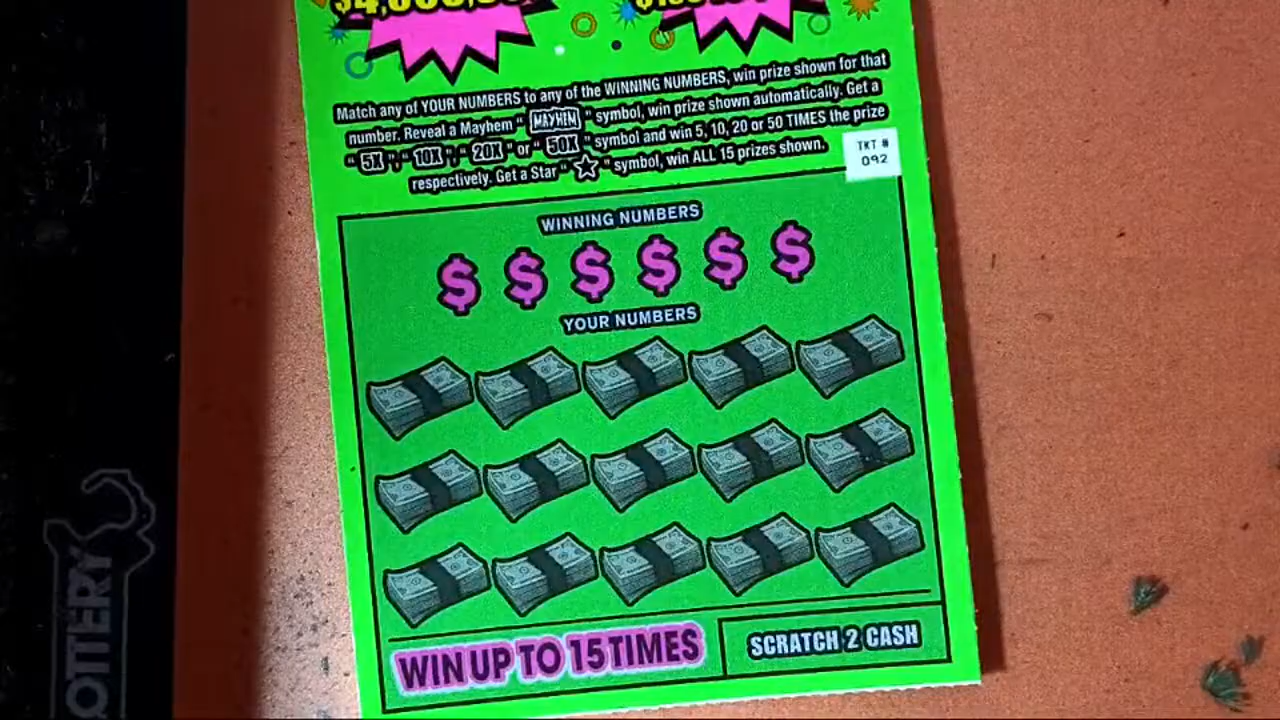 Match any of YOUR NUMBERS to any of the WINNING NUMBERS, win prize shown for that
number. Reveal a Mayhem "MAYHEM" symbol, win prize shown automatically. Get a
"5X", "10X", "20X" or "50X" symbol and win 5, 10, 20 or 50 TIMES the prize
respectively. Get a Star "☆" symbol, win ALL 15 prizes shown.
TKT #
092
WINNING NUMBERS
$ $ $ $ $ $
YOUR NUMBERS
WIN UP TO 15 TIMES
SCRATCH 2 CASH